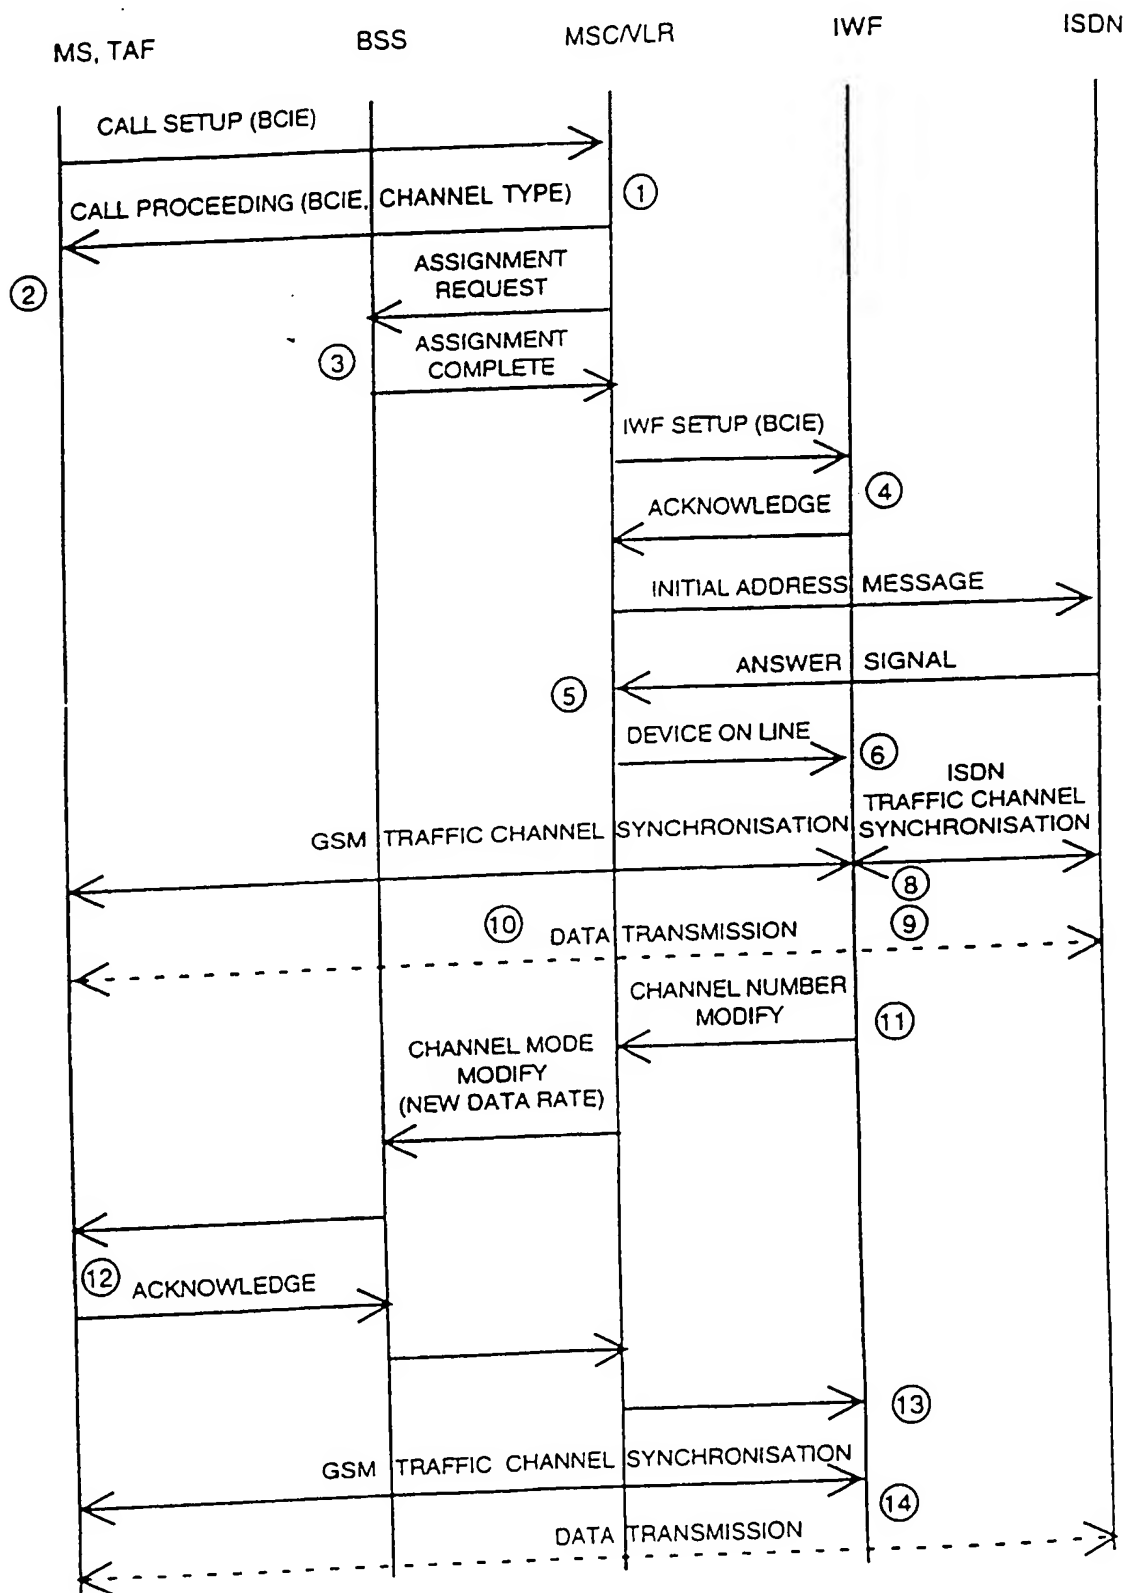 MS, TAF
BSS
MSC/VLR
IWF
ISDN
CALL SETUP (BCIE)
1
CALL PROCEEDING (BCIE, CHANNEL TYPE)
2
ASSIGNMENT
REQUEST
3
ASSIGNMENT
COMPLETE
IWF SETUP (BCIE)
4
ACKNOWLEDGE
INITIAL ADDRESS MESSAGE
ANSWER SIGNAL
5
DEVICE ON LINE
6
ISDN
TRAFFIC CHANNEL
SYNCHRONISATION
GSM TRAFFIC CHANNEL SYNCHRONISATION
8
9
10
DATA TRANSMISSION
CHANNEL NUMBER
MODIFY
11
CHANNEL MODE
MODIFY
(NEW DATA RATE)
12
ACKNOWLEDGE
13
GSM TRAFFIC CHANNEL SYNCHRONISATION
14
DATA TRANSMISSION